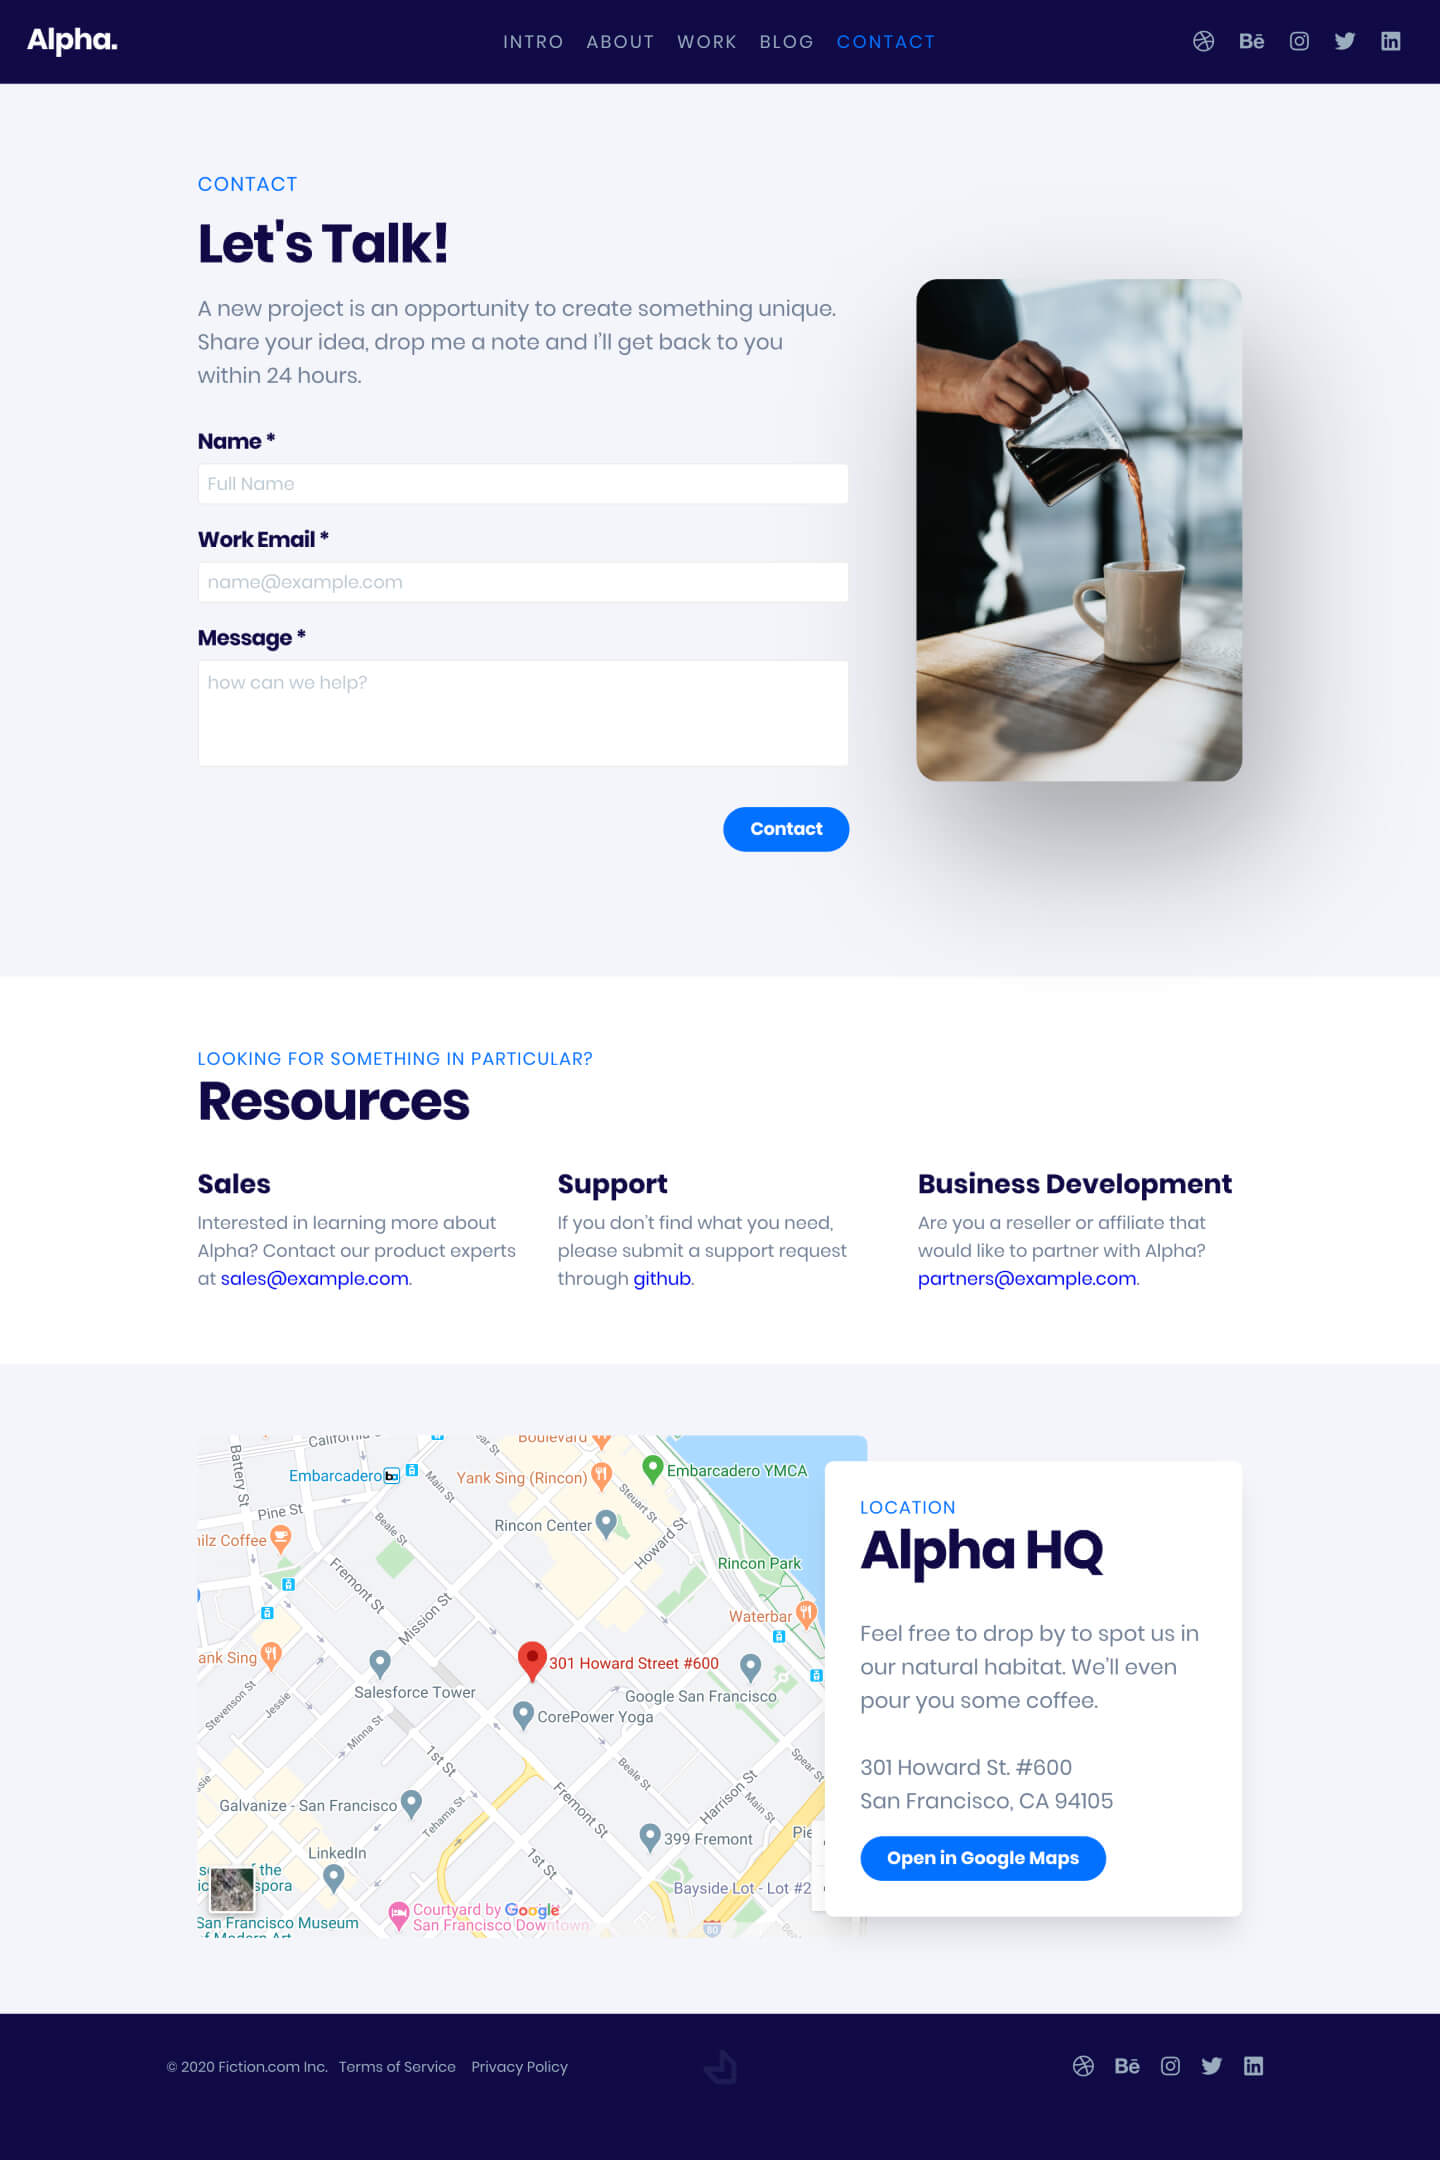 Alpha.
INTRO ABOUT WORK BLOG CONTACT
Bē
in
CONTACT
Let's Talk!
A new project is an opportunity to create something unique.
Share your idea, drop me a note and I'll get back to you
within 24 hours.
Name *
Full Name
Work Email *
name@example.com
Message *
how can we help?
Contact
LOOKING FOR SOMETHING IN PARTICULAR?
Resources
Sales
Interested in learning more about
Alpha? Contact our product experts
at sales@example.com.
Support
If you don't find what you need,
please submit a support request
through github.
Business Development
Are you a reseller or affiliate that
would like to partner with Alpha?
partners@example.com.
Boulevard
Battery St
Embarcadero
Yank Sing (Rincon)
Embarcadero YMCA
Main St
Steuart St
Pine St
Rincon Center
Beale St
Howard St
Rincon Park
Fremont St
Mission St
Waterbar
301 Howard Street #600
Salesforce Tower
Google San Francisco
Stevenson St
Jessie
Minna St
CorePower Yoga
1st St
Beale St
Spear St
Harrison St
Main St
Galvanize - San Francisco
Tehama St
Fremont St
399 Fremont
LinkedIn
1st St
Bayside Lot - Lot #2
Courtyard by
San Francisco Downtown
Google
80
San Francisco Museum
of Modern Art
LOCATION
Alpha HQ
Feel free to drop by to spot us in
our natural habitat. We'll even
pour you some coffee.
301 Howard St. #600
San Francisco, CA 94105
Open in Google Maps
© 2020 Fiction.com Inc. Terms of Service Privacy Policy
Bē
in